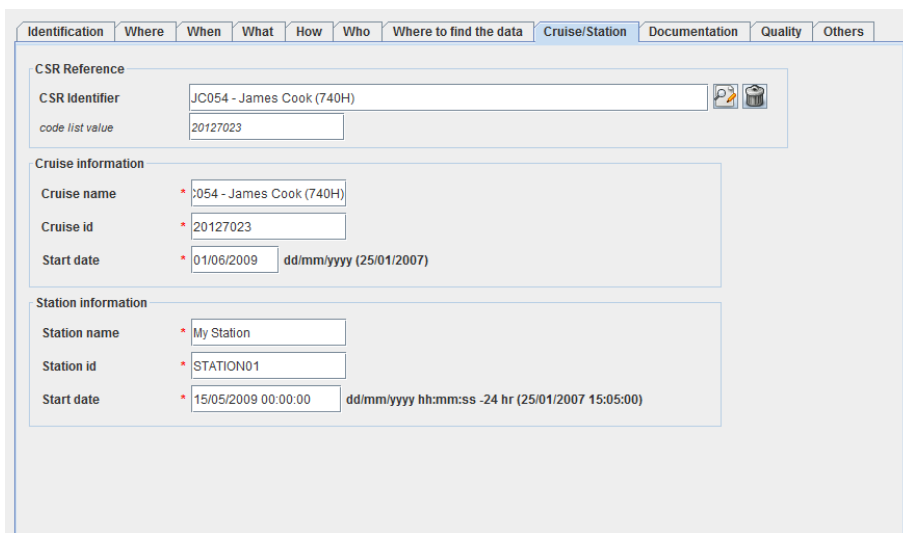 Identification Where When What How Who Where to find the data Cruise/Station Documentation Quality Others
CSR Reference
CSR Identifier JC054 - James Cook (740H)
code list value 20127023
Cruise information
Cruise name * C054 - James Cook (740H)
Cruise id * 20127023
Start date * 01/06/2009 dd/mm/yyyy (25/01/2007)
Station information
Station name * My Station
Station id * STATION01
Start date * 15/05/2009 00:00:00 dd/mm/yyyy hh:mm:ss -24 hr (25/01/2007 15:05:00)